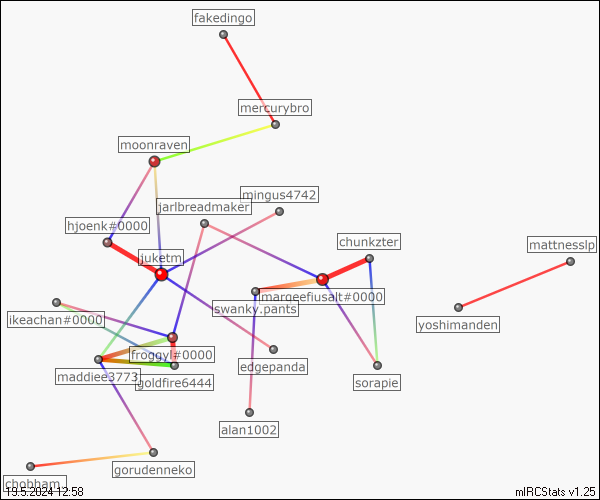 fakedingo
mercurybro
moonraven
mingus4742
jarlbreadmaker
hjoenk#0000
chunkzter
mattnesslp
juketm
margeefiusalt#0000
swanky.pants
ikeachan#0000
yoshimanden
froggyl#0000
edgepanda
maddiee3773
goldfire6444
sorapie
alan1002
gorudenneko
chobham_
19.5.2024 12:58
mIRCStats v1.25